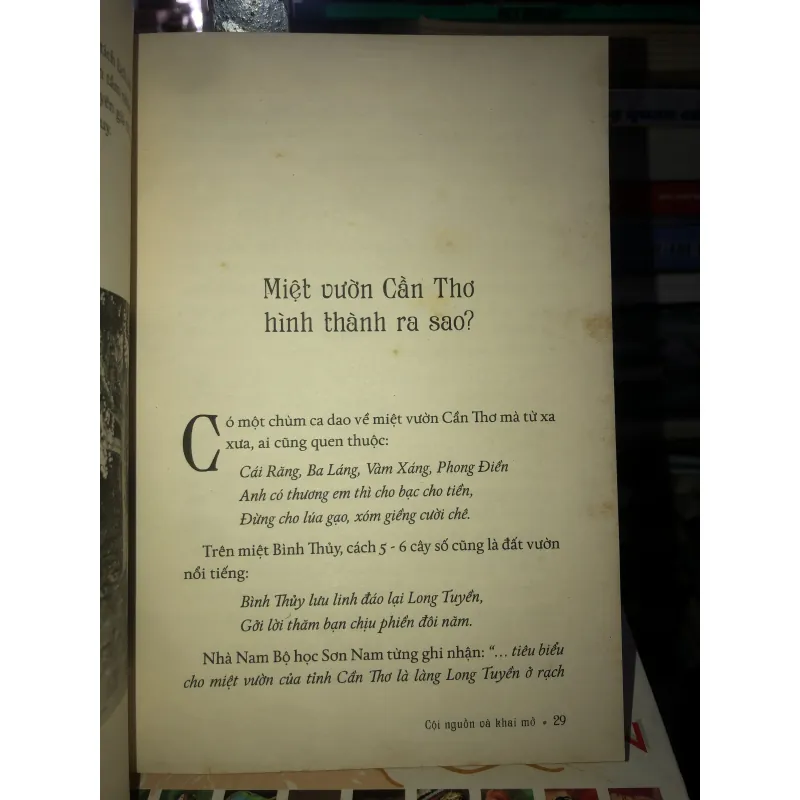 Miệt vườn Cần Thơ
hình thành ra sao?
Có một chùm ca dao về miệt vườn Cần Thơ mà từ xa
xưa, ai cũng quen thuộc:
Cái Răng, Ba Láng, Vàm Xáng, Phong Điền
Anh có thương em thì cho bạc cho tiền,
Đừng cho lúa gạo, xóm giềng cười chê.
Trên miệt Bình Thủy, cách 5 - 6 cây số cũng là đất vườn
nổi tiếng:
Bình Thủy lưu linh đáo lại Long Tuyền,
Gởi lời thăm bạn chịu phiền đôi năm.
Nhà Nam Bộ học Sơn Nam từng ghi nhận: “... tiêu biểu
cho miệt vườn của tỉnh Cần Thơ là làng Long Tuyền ở rạch
Cội nguồn và khai mở • 29